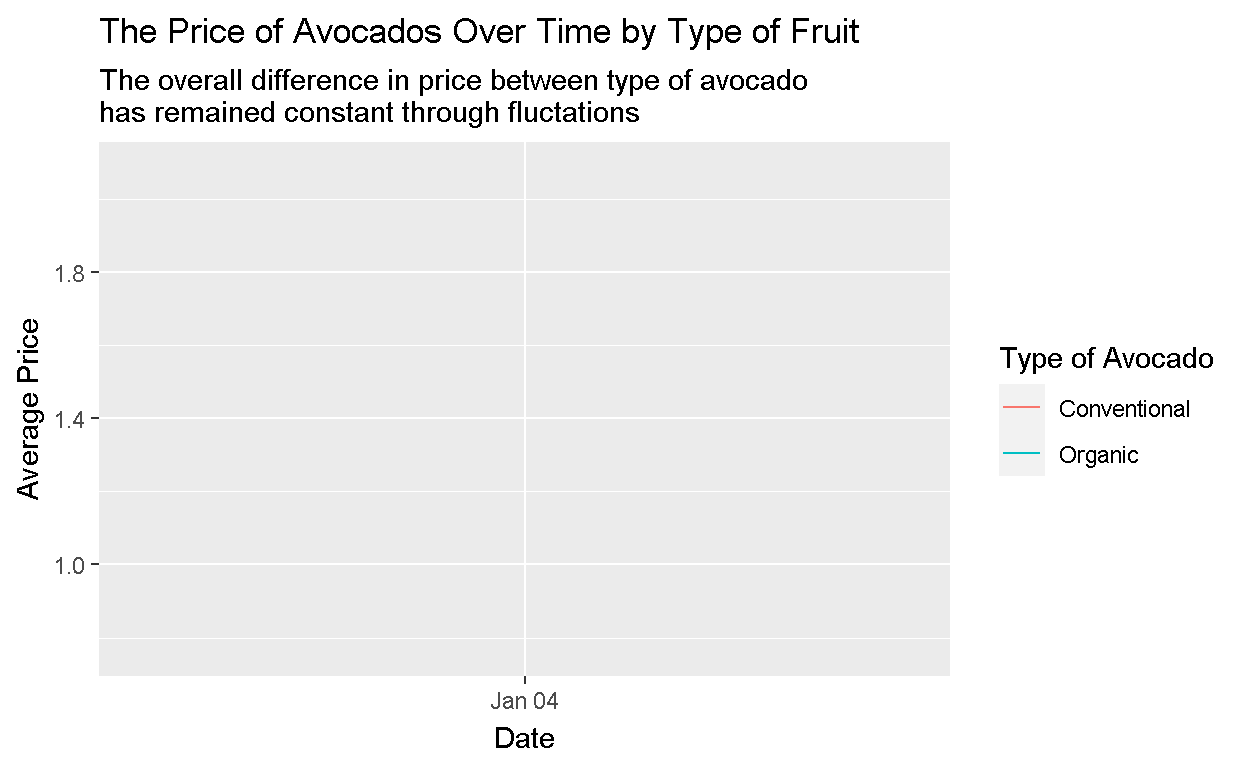 The Price of Avocados Over Time by Type of Fruit
The overall difference in price between type of avocado
has remained constant through fluctations
1.8
1.4
1.0
Average Price
Jan 04
Date
Type of Avocado
Conventional
Organic